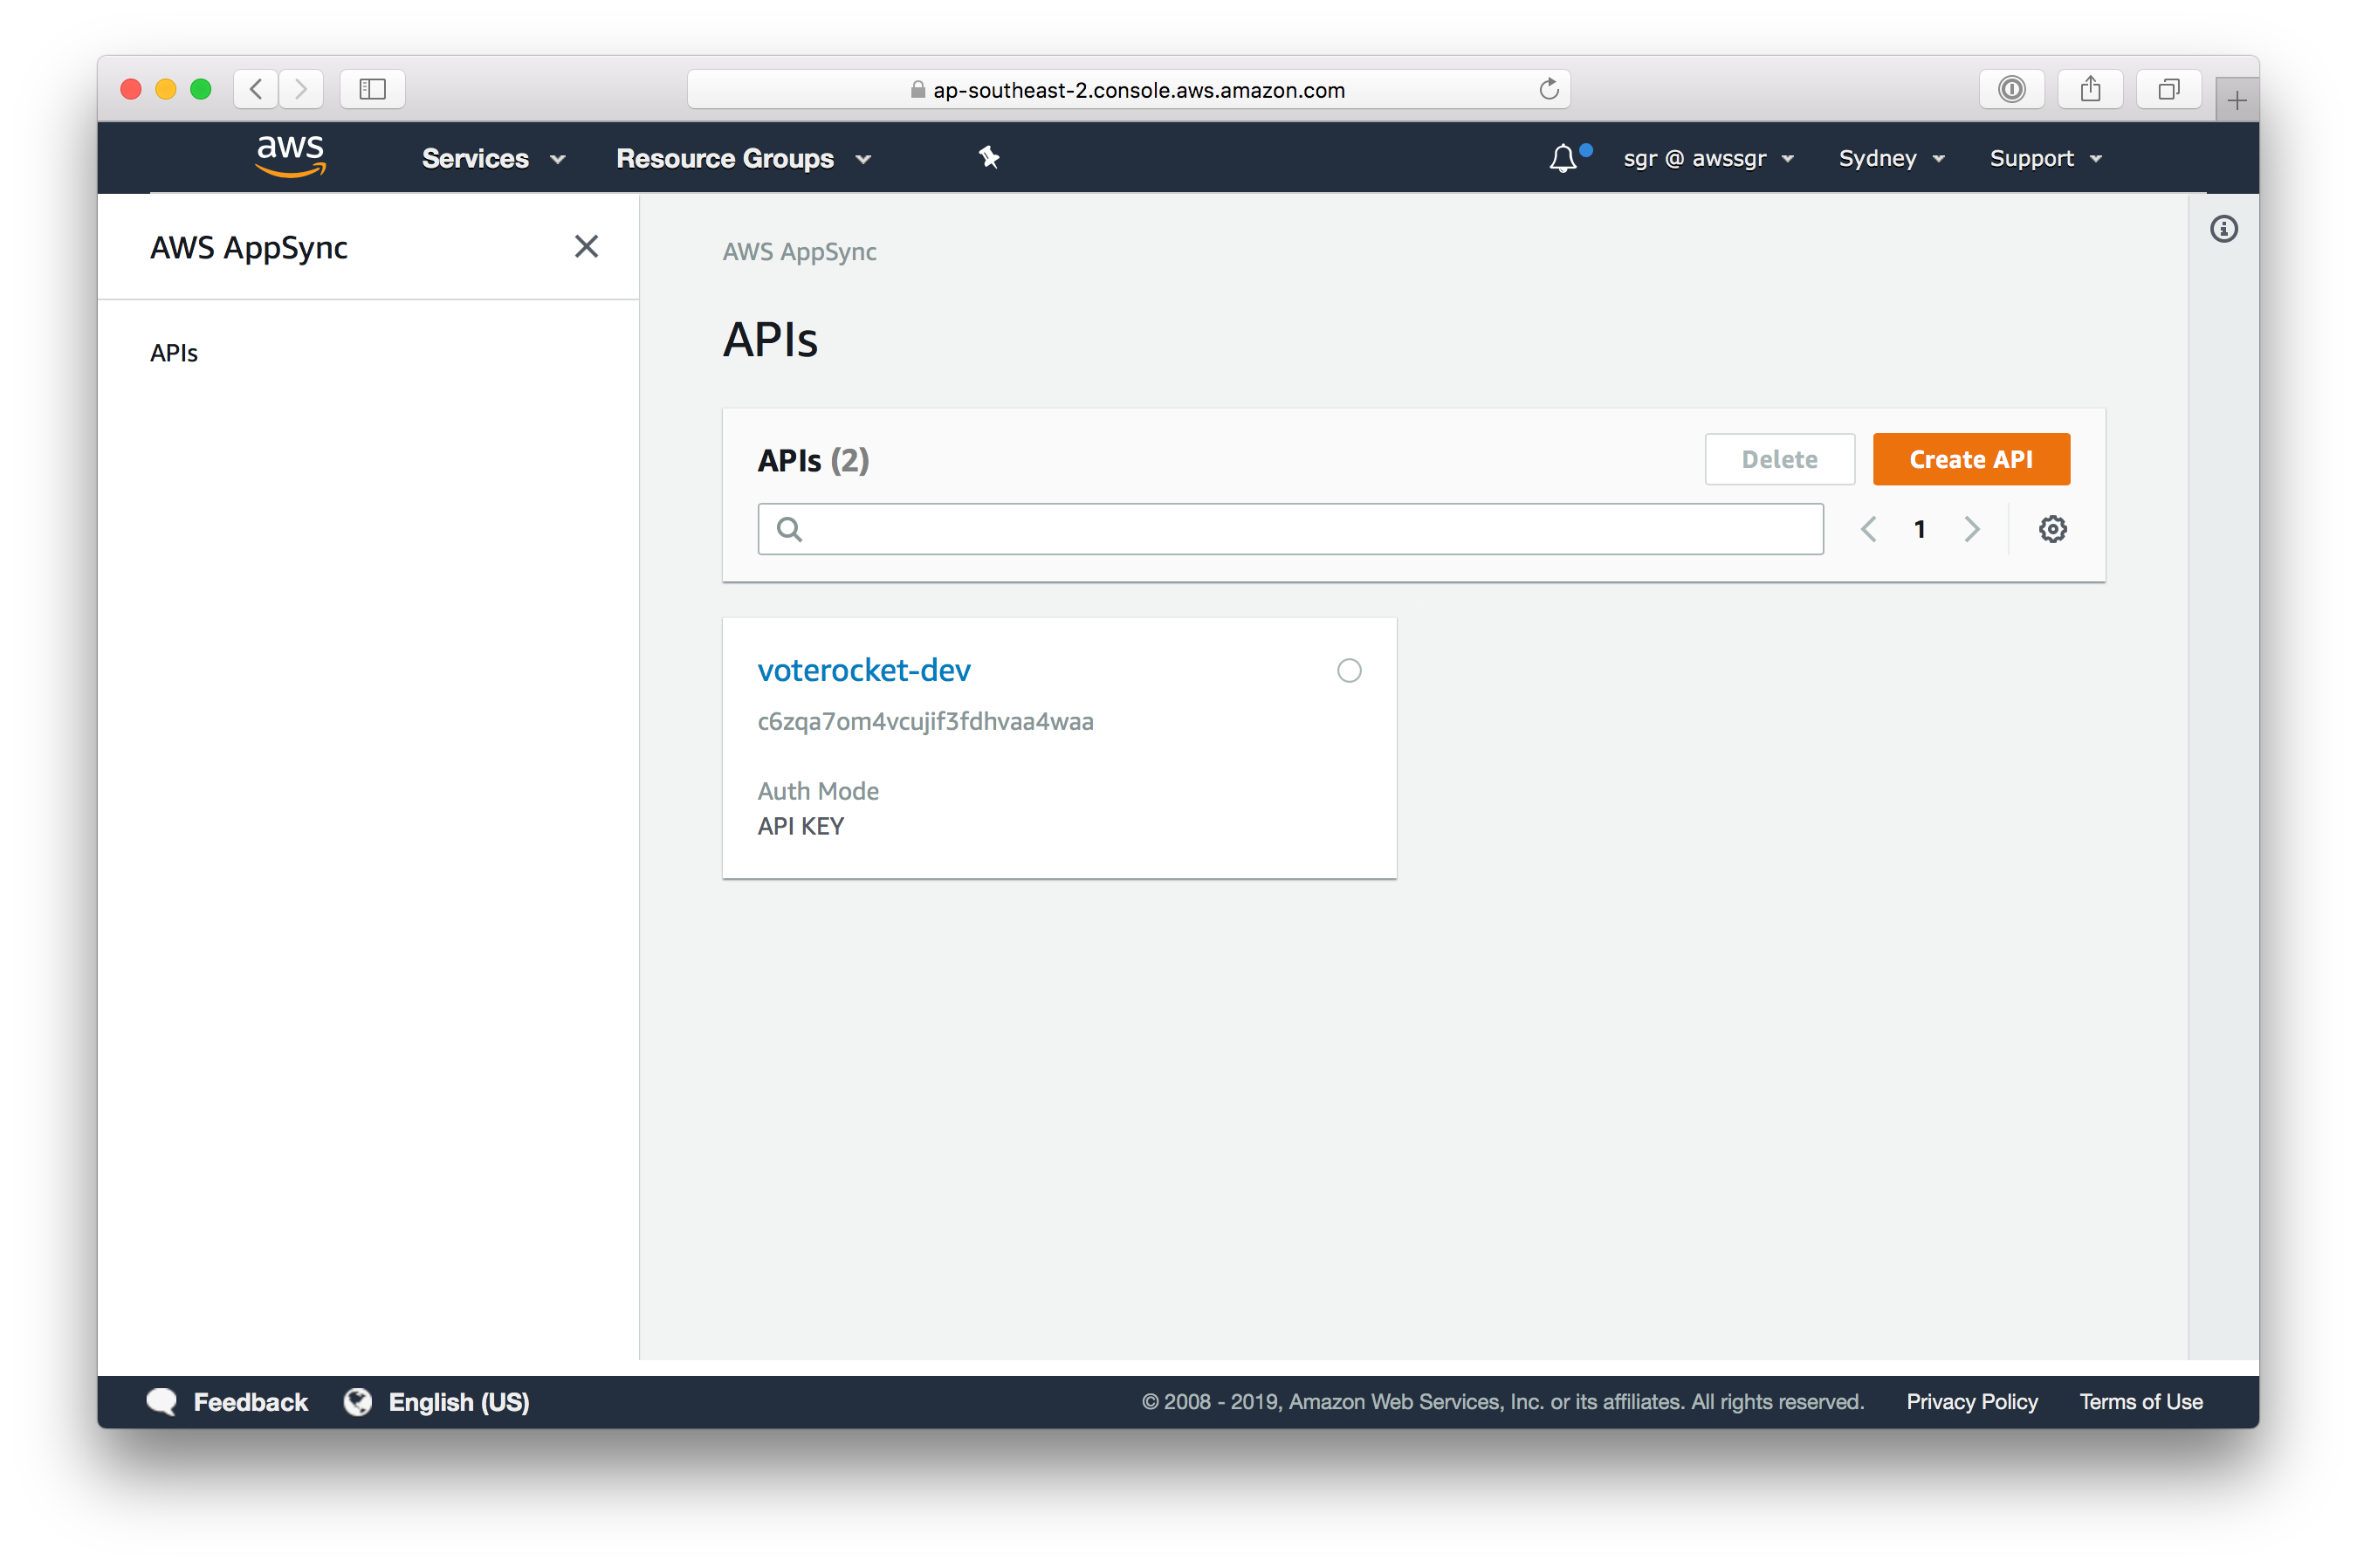 ap-southeast-2.console.aws.amazon.com
aws
Services
Resource Groups
sgr @ awssgr
Sydney
Support
AWS AppSync
APIs
AWS AppSync
APIs
APIs (2)
Delete
Create API
1
voterocket-dev
c6zqa7om4vcujif3fdhvaa4waa
Auth Mode
API KEY
Feedback
English (US)
© 2008 - 2019, Amazon Web Services, Inc. or its affiliates. All rights reserved.
Privacy Policy
Terms of Use